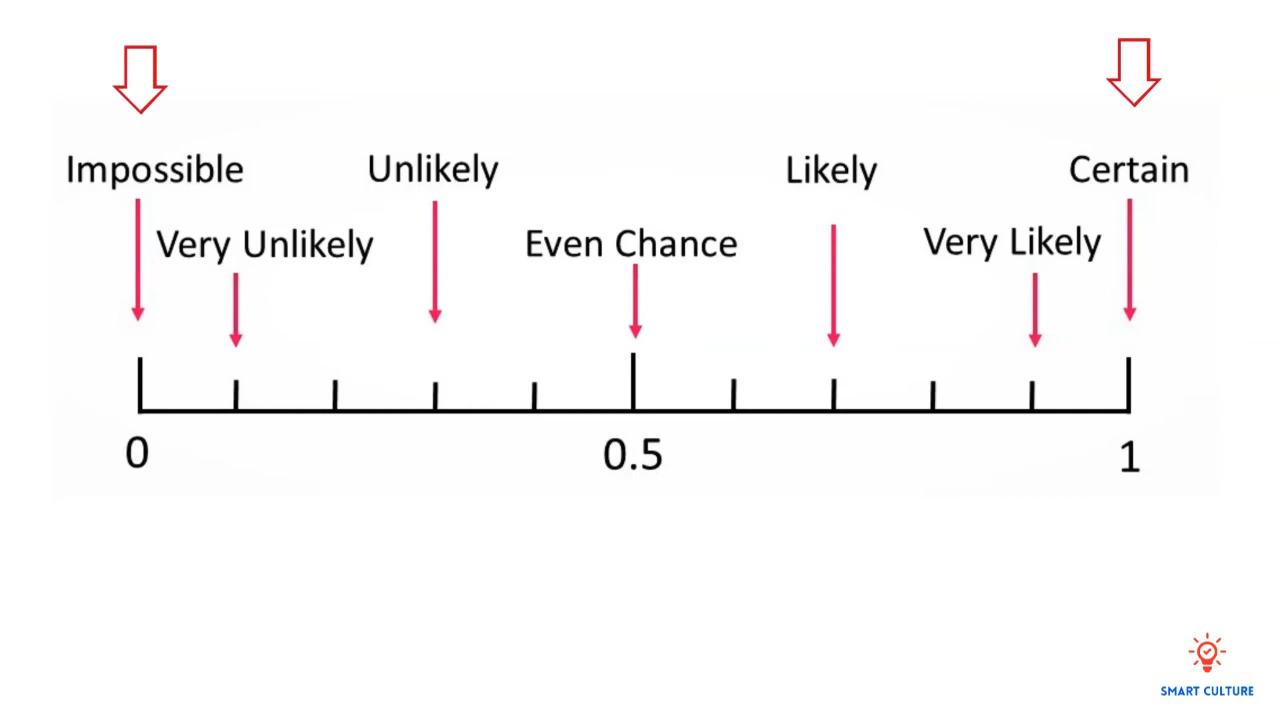 Impossible
Unlikely
Likely
Certain
Very Unlikely
Even Chance
Very Likely
0
0.5
1
SMART CULTURE